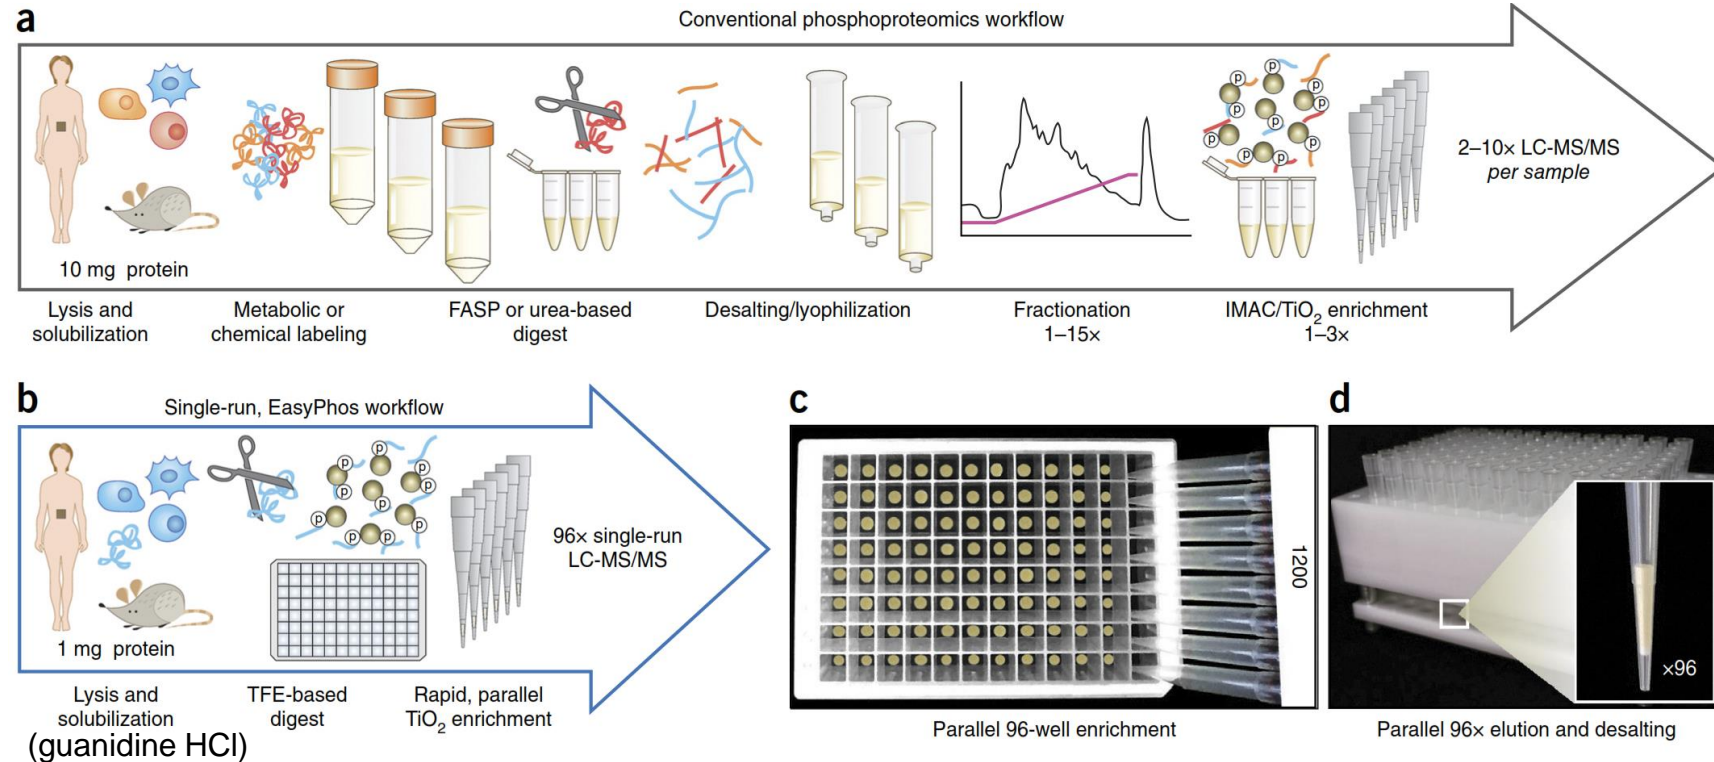 a
Conventional phosphoproteomics workflow
10 mg protein
p
p
p
p
p
p
p
p
p
2–10× LC-MS/MS
per sample
Lysis and
solubilization
Metabolic or
chemical labeling
FASP or urea-based
digest
Desalting/lyophilization
Fractionation
1–15×
IMAC/TiO2 enrichment
1–3×
b
Single-run, EasyPhos workflow
1 mg protein
p
p
p
p
p
p
p
p
p
96× single-run
LC-MS/MS
Lysis and
solubilization
(guanidine HCl)
TFE-based
digest
Rapid, parallel
TiO2 enrichment
c
1200
Parallel 96-well enrichment
d
×96
Parallel 96× elution and desalting